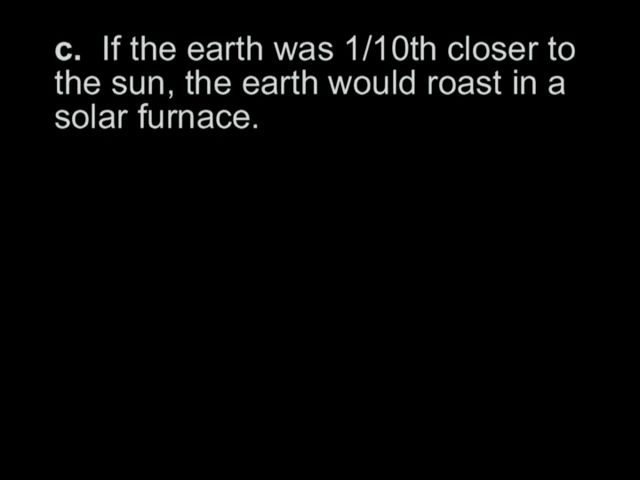 c. If the earth was 1/10th closer to
the sun, the earth would roast in a
solar furnace.